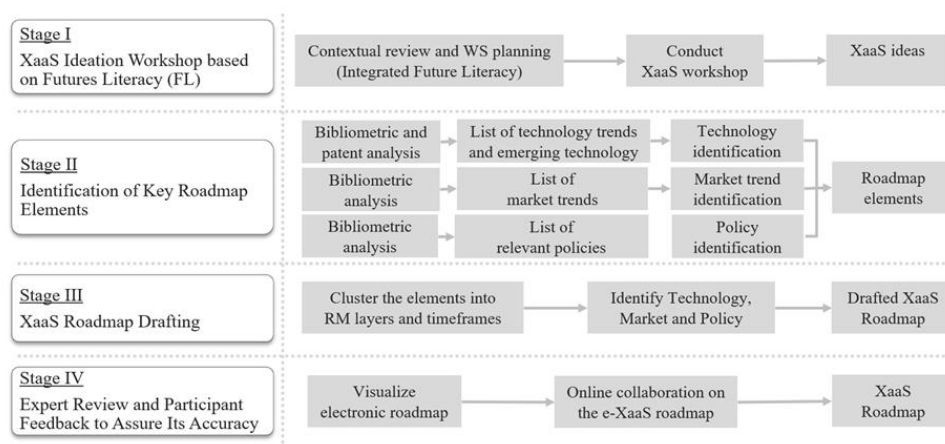 Stage I
XaaS Ideation Workshop based
on Futures Literacy (FL)
Contextual review and WS planning
(Integrated Future Literacy)
Conduct
XaaS workshop
XaaS ideas
Stage II
Identification of Key Roadmap
Elements
Bibliometric and
patent analysis
List of technology trends
and emerging technology
Technology
identification
Bibliometric
analysis
List of
market trends
Market trend
identification
Bibliometric
analysis
List of
relevant policies
Policy
identification
Roadmap
elements
Stage III
XaaS Roadmap Drafting
Cluster the elements into
RM layers and timeframes
Identify Technology,
Market and Policy
Drafted XaaS
Roadmap
Stage IV
Expert Review and Participant
Feedback to Assure Its Accuracy
Visualize
electronic roadmap
Online collaboration on
the e-XaaS roadmap
XaaS
Roadmap